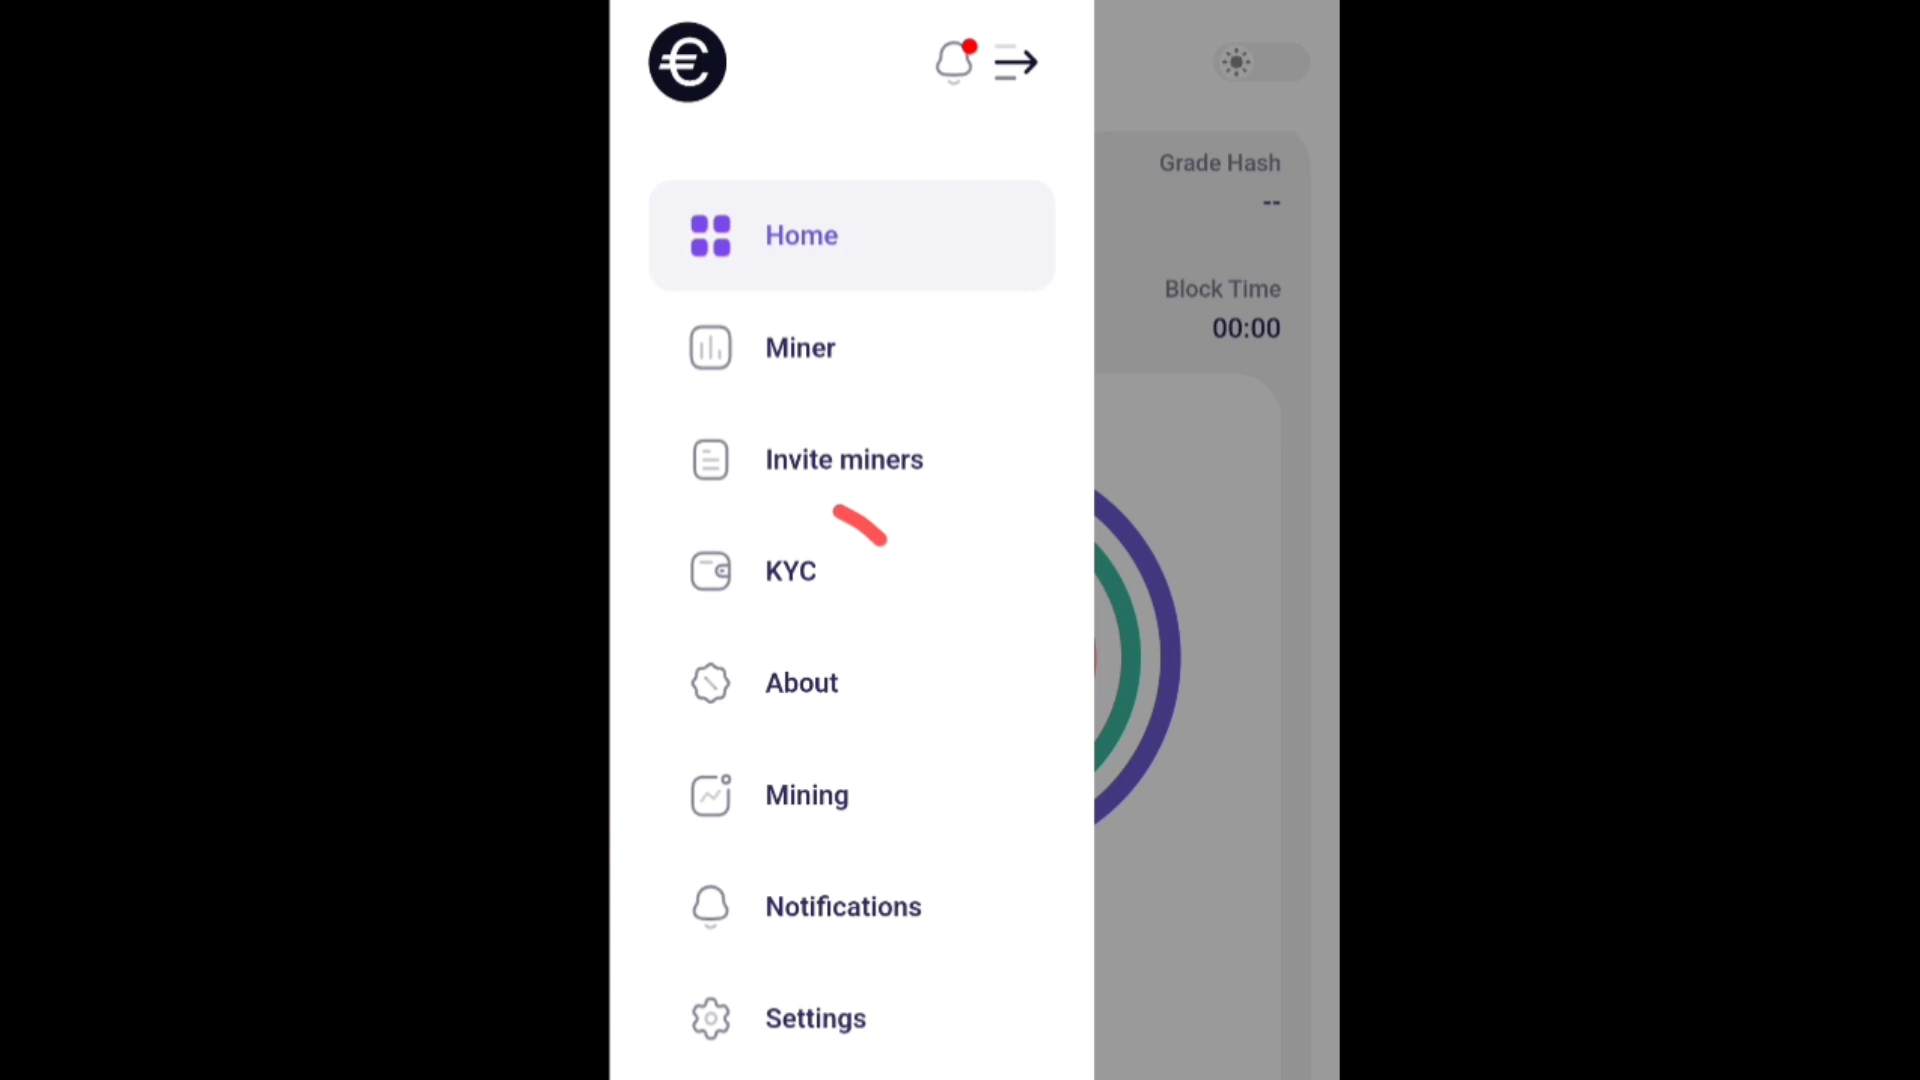 Grade Hash
--
Home
Block Time
00:00
Miner
Invite miners
KYC
About
Mining
Notifications
Settings